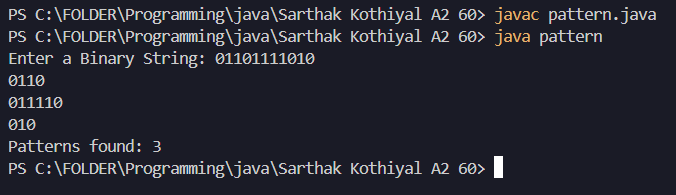 PS C:\FOLDER\Programming\java\Sarthak Kothiyal A2 60> javac pattern.java
PS C:\FOLDER\Programming\java\Sarthak Kothiyal A2 60> java pattern
Enter a Binary String: 01101111010
0110
011110
010
Patterns found: 3
PS C:\FOLDER\Programming\java\Sarthak Kothiyal A2 60>